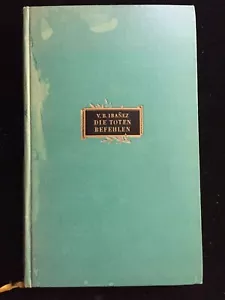 V. B. IBAÑEZ
DIE TOTEN
BEFEHLEN